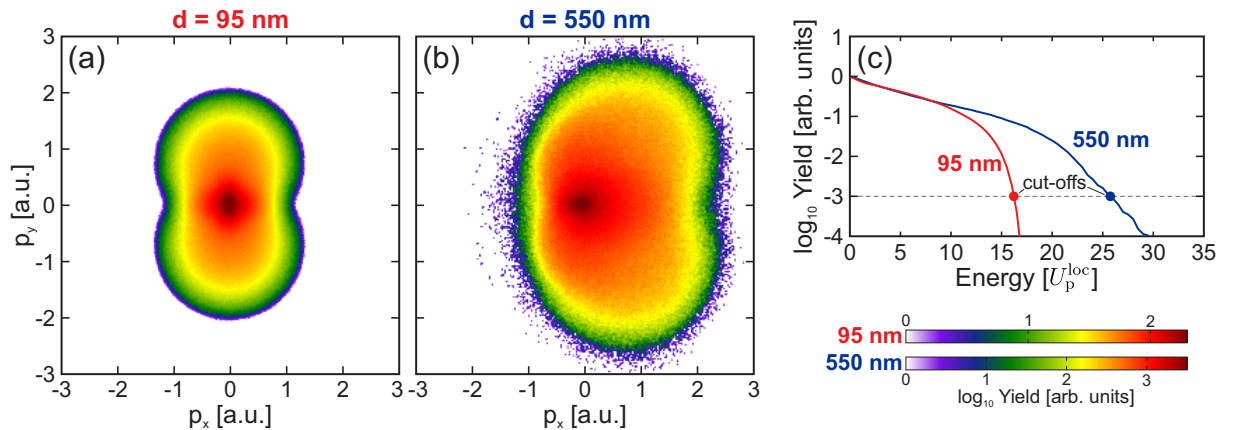 d = 95 nm
d = 550 nm
(a)
(b)
(c)
3
2
1
0
-1
-2
-3
p_y [a.u.]
-3 -2 -1 0 1 2 3
p_x [a.u.]
-3 -2 -1 0 1 2 3
p_x [a.u.]
1
0
-1
-2
-3
-4
log₁₀ Yield [arb. units]
550 nm
95 nm
cut-offs
0 5 10 15 20 25 30 35
Energy [U_p^loc]
0 1 2
95 nm
550 nm
0 1 2 3
log₁₀ Yield [arb. units]